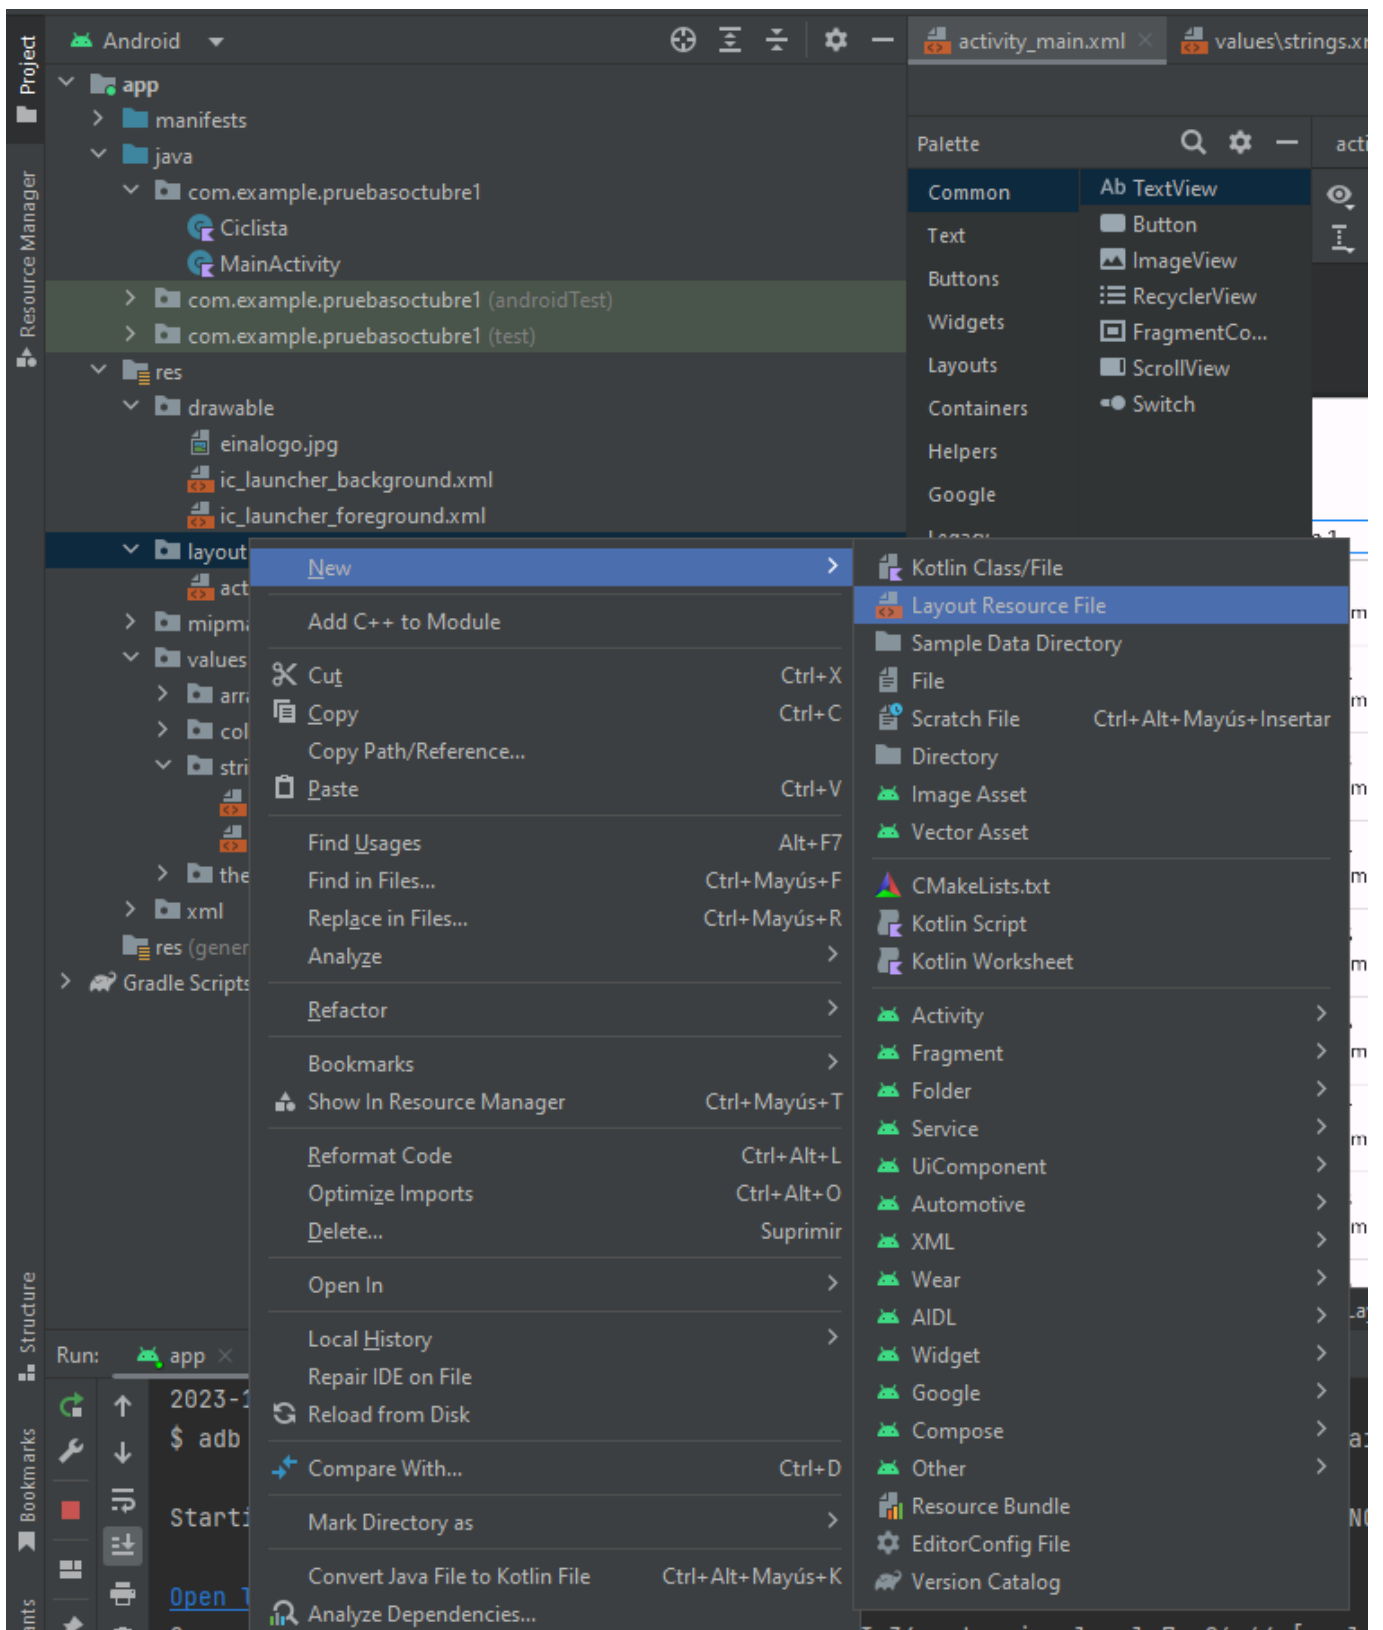 Project
Resource Manager
Structure
Bookmarks
Android
app
manifests
java
com.example.pruebasoctubre1
Ciclista
MainActivity
com.example.pruebasoctubre1 (androidTest)
com.example.pruebasoctubre1 (test)
res
drawable
einalogo.jpg
ic_launcher_background.xml
ic_launcher_foreground.xml
layout
act
mipma
values
arra
col
stri
the
xml
res (gener
Gradle Scripts
activity_main.xml
values\strings.x
Palette
acti
Common
Text
Buttons
Widgets
Layouts
Containers
Helpers
Google
Legacy
Ab TextView
Button
ImageView
RecyclerView
FragmentCo...
ScrollView
Switch
New
Add C++ to Module
Cut Ctrl+X
Copy Ctrl+C
Copy Path/Reference...
Paste Ctrl+V
Find Usages Alt+F7
Find in Files... Ctrl+Mayús+F
Replace in Files... Ctrl+Mayús+R
Analyze
Refactor
Bookmarks
Show In Resource Manager Ctrl+Mayús+T
Reformat Code Ctrl+Alt+L
Optimize Imports Ctrl+Alt+O
Delete... Suprimir
Open In
Local History
Repair IDE on File
Reload from Disk
Compare With... Ctrl+D
Mark Directory as
Convert Java File to Kotlin File Ctrl+Alt+Mayús+K
Analyze Dependencies...
Kotlin Class/File
Layout Resource File
Sample Data Directory
File
Scratch File Ctrl+Alt+Mayús+Insertar
Directory
Image Asset
Vector Asset
CMakeLists.txt
Kotlin Script
Kotlin Worksheet
Activity
Fragment
Folder
Service
UiComponent
Automotive
XML
Wear
AIDL
Widget
Google
Compose
Other
Resource Bundle
EditorConfig File
Version Catalog
Run: app
2023-1
$ adb
Starti
Open